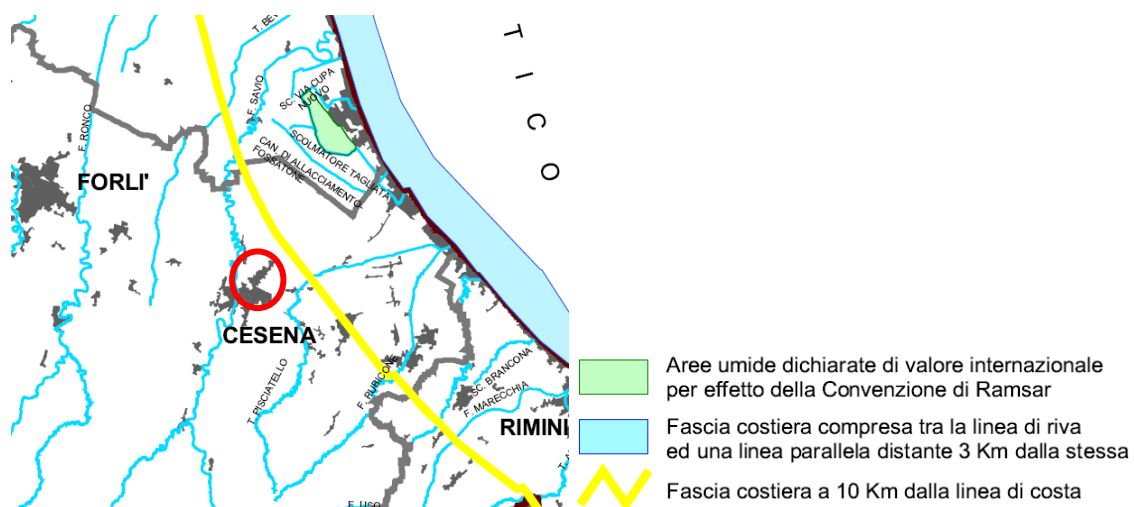 T
I
C
O
T. BEV
F. SAVIO
SC. VIA CUPA
NUOVO
F. RONCO
SCOLMATORE TAGLIATA
CAN. DI ALLACCIAMENTO
FOSSATONE
FORLI'
CESENA
T. PISCIATELLO
F. RUBICONE
SC. BRANCONA
F. MARECCHIA
RIMINI
F. USO
Aree umide dichiarate di valore internazionale
per effetto della Convenzione di Ramsar
Fascia costiera compresa tra la linea di riva
ed una linea parallela distante 3 Km dalla stessa
Fascia costiera a 10 Km dalla linea di costa